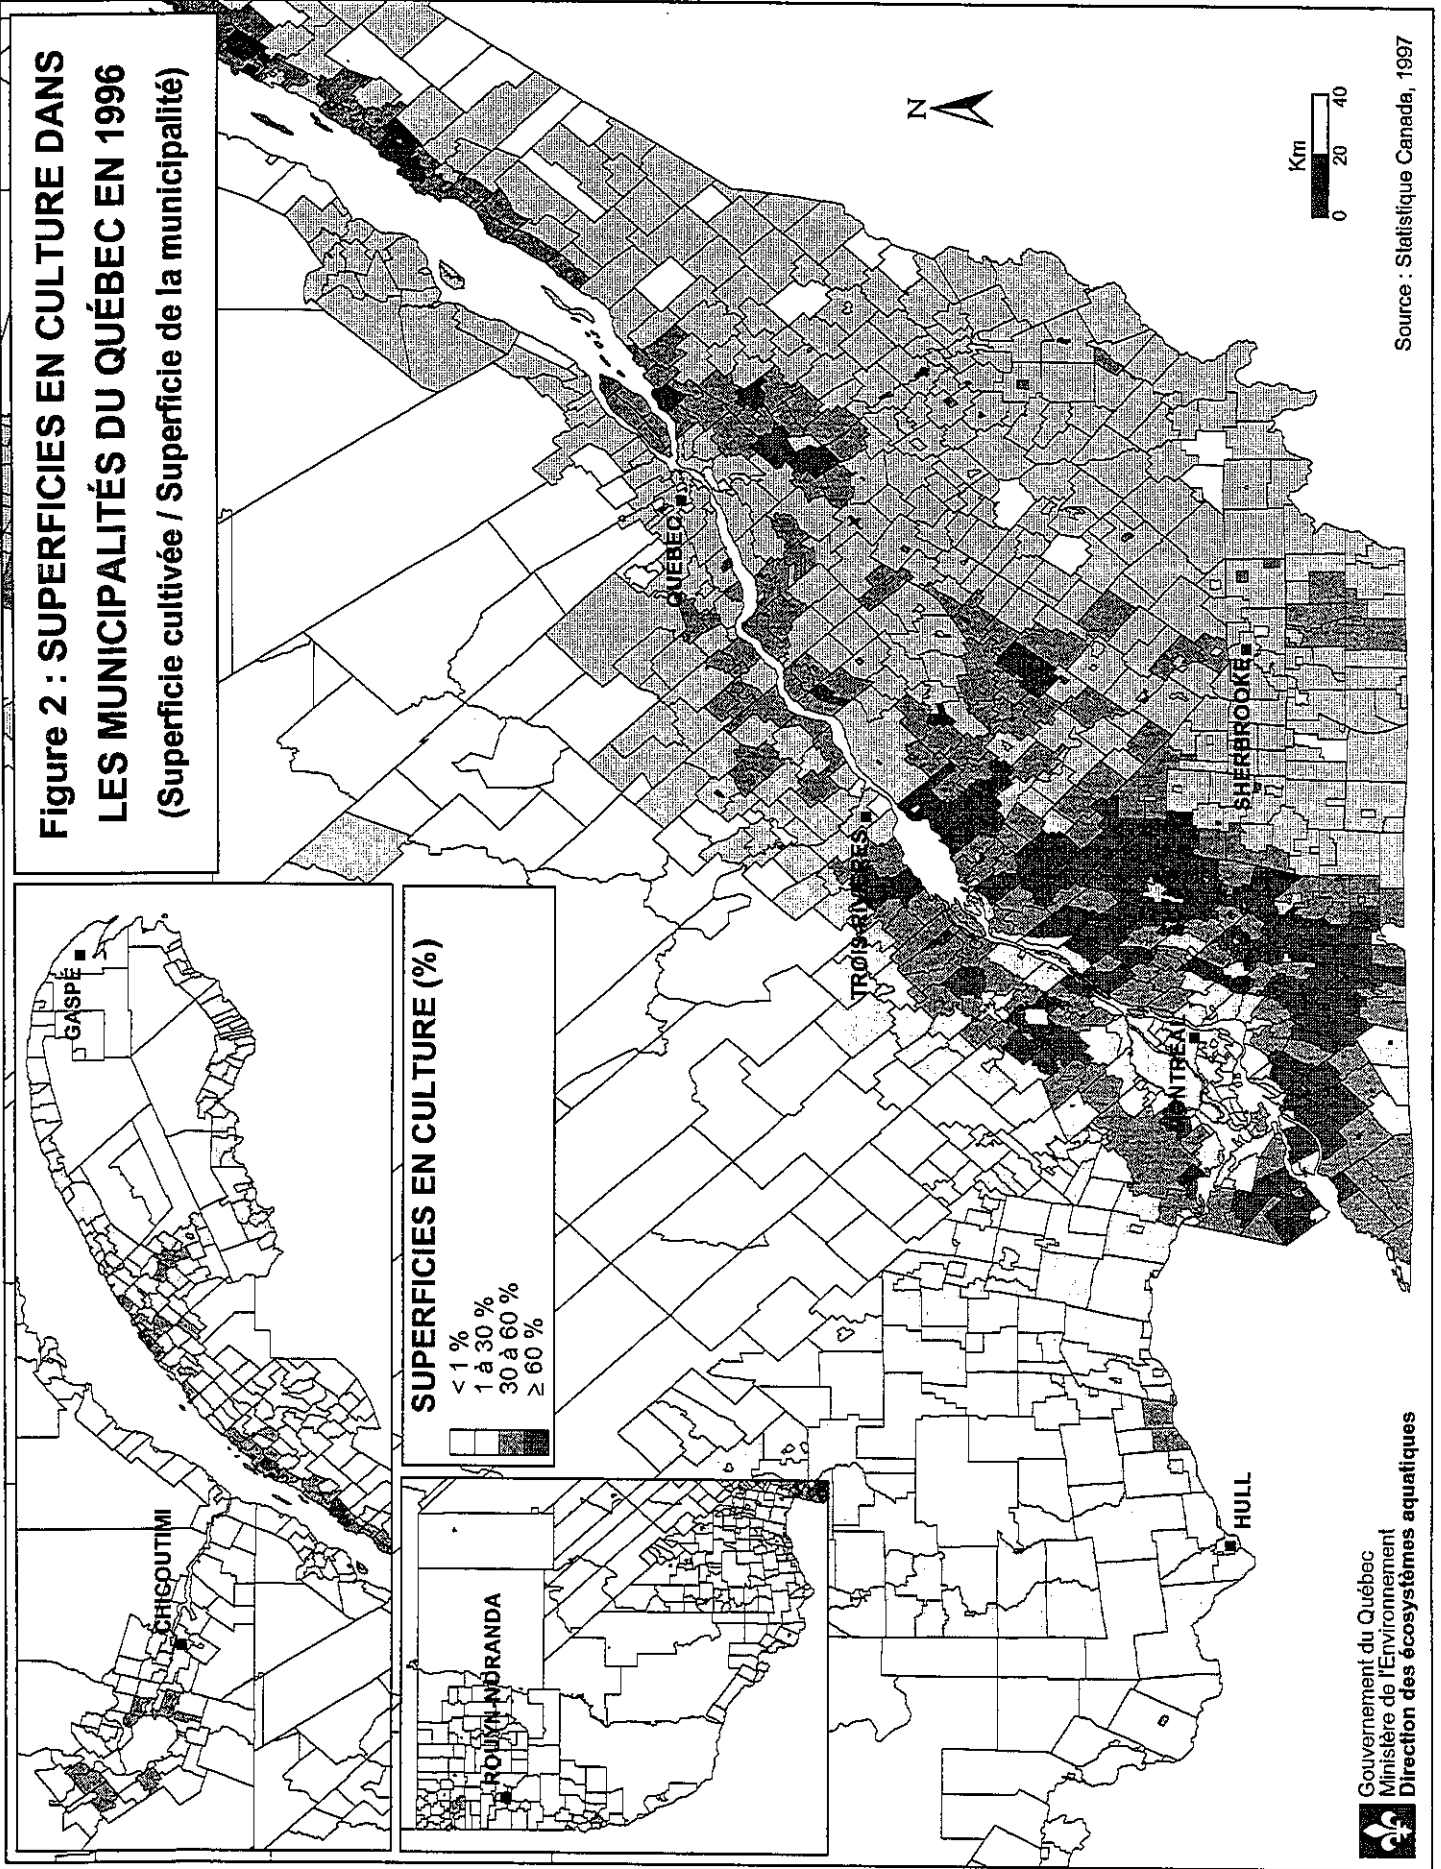 Figure 2 : SUPERFICIES EN CULTURE DANS
LES MUNICIPALITÉS DU QUÉBEC EN 1996
(Superficie cultivée / Superficie de la municipalité)
GASPÉ
CHICOUTIMI
SUPERFICIES EN CULTURE (%)
< 1 %
1 à 30 %
30 à 60 %
≥ 60 %
ROUYN-NORANDA
QUÉBEC
TROIS-RIVIÈRES
SHERBROOKE
MONTRÉAL
HULL
N
Km
0 20 40
Source : Statistique Canada, 1997
Gouvernement du Québec
Ministère de l'Environnement
Direction des écosystèmes aquatiques